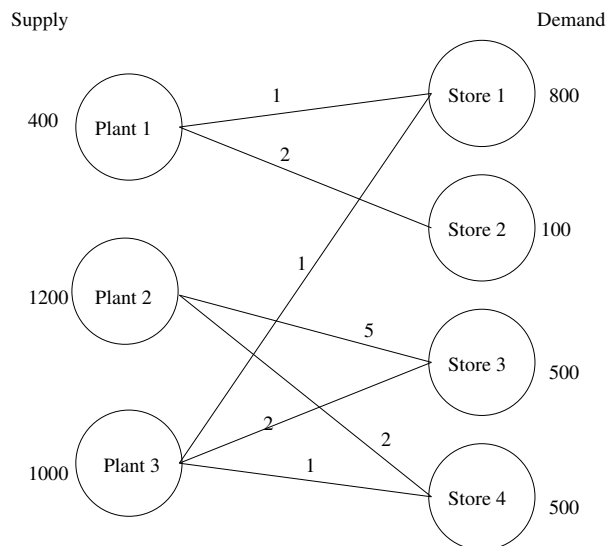 Supply
Demand
400
Plant 1
1
Store 1
800
2
Store 2
100
1
1200
Plant 2
5
Store 3
500
2
2
1000
Plant 3
1
Store 4
500